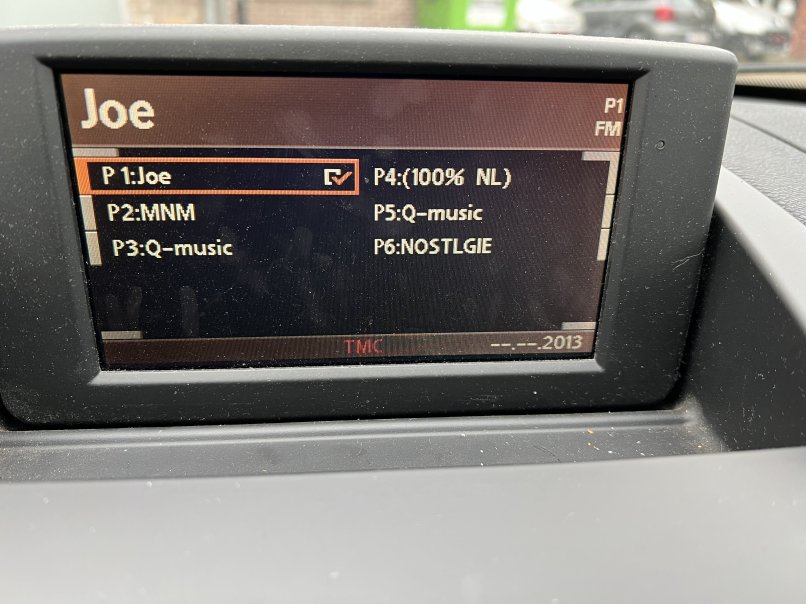 Joe
P1
FM
P 1:Joe
P2:MNM
P3:Q-music
P4:(100% NL)
P5:Q-music
P6:NOSTLGIE
TMC
--.--.2013